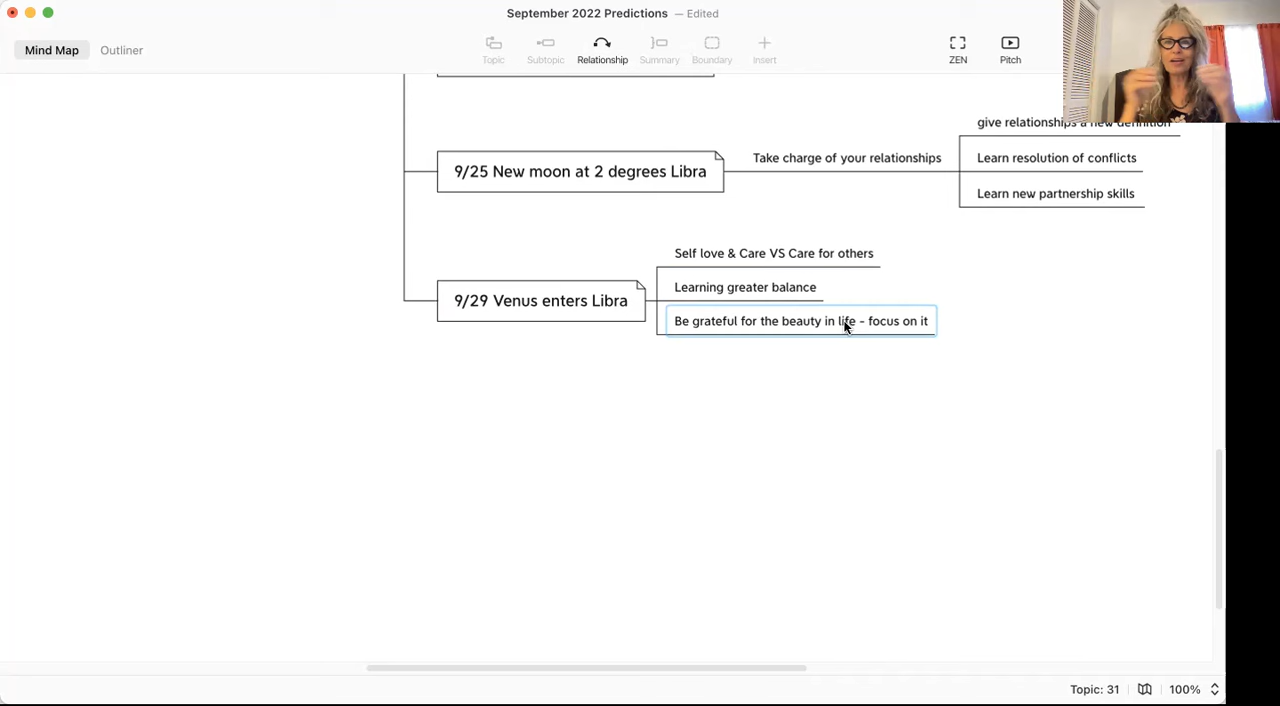 September 2022 Predictions — Edited
Mind Map
Outliner
Topic
Subtopic
Relationship
Summary
Boundary
Insert
ZEN
Pitch
give relationships a new definition
9/25 New moon at 2 degrees Libra
Take charge of your relationships
Learn resolution of conflicts
Learn new partnership skills
9/29 Venus enters Libra
Self love & Care VS Care for others
Learning greater balance
Be grateful for the beauty in life - focus on it
Topic: 31
100%